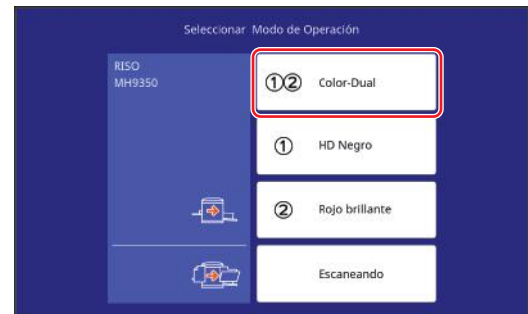 Seleccionar Modo de Operación
RISO
MH9350
①② Color-Dual
① HD Negro
② Rojo brillante
Escaneando